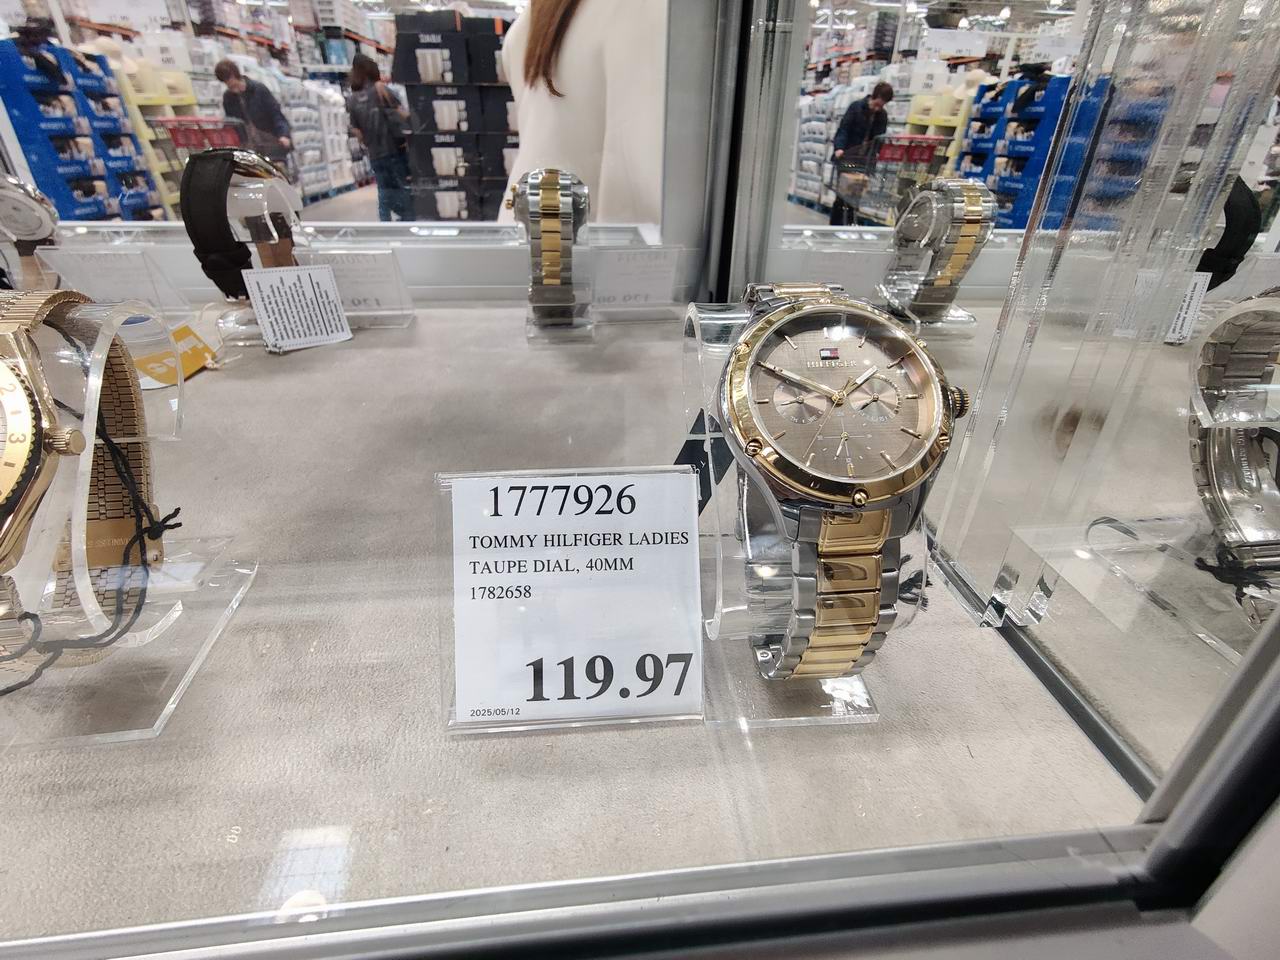 HILFIGER
1777926
TOMMY HILFIGER LADIES
TAUPE DIAL, 40MM
1782658
119.97
2025/05/12